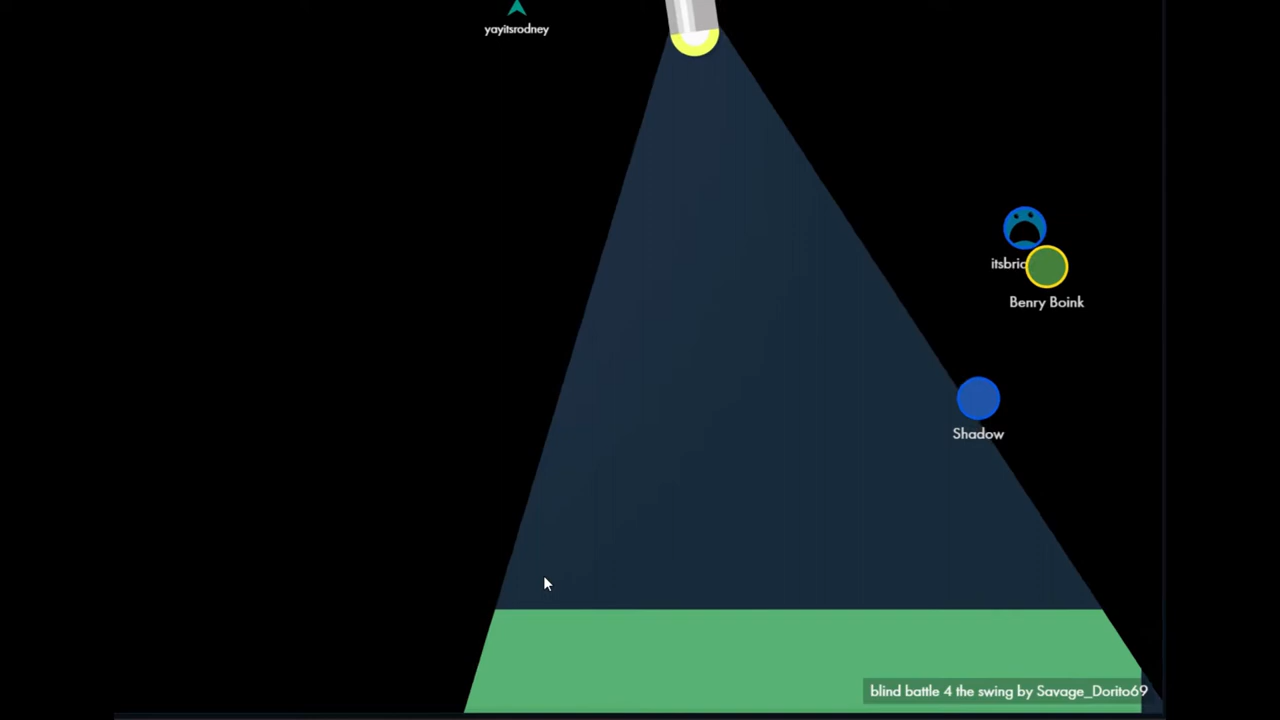 yayitsrodney
itsbric
Benry Boink
Shadow
blind battle 4 the swing by Savage_Dorito69